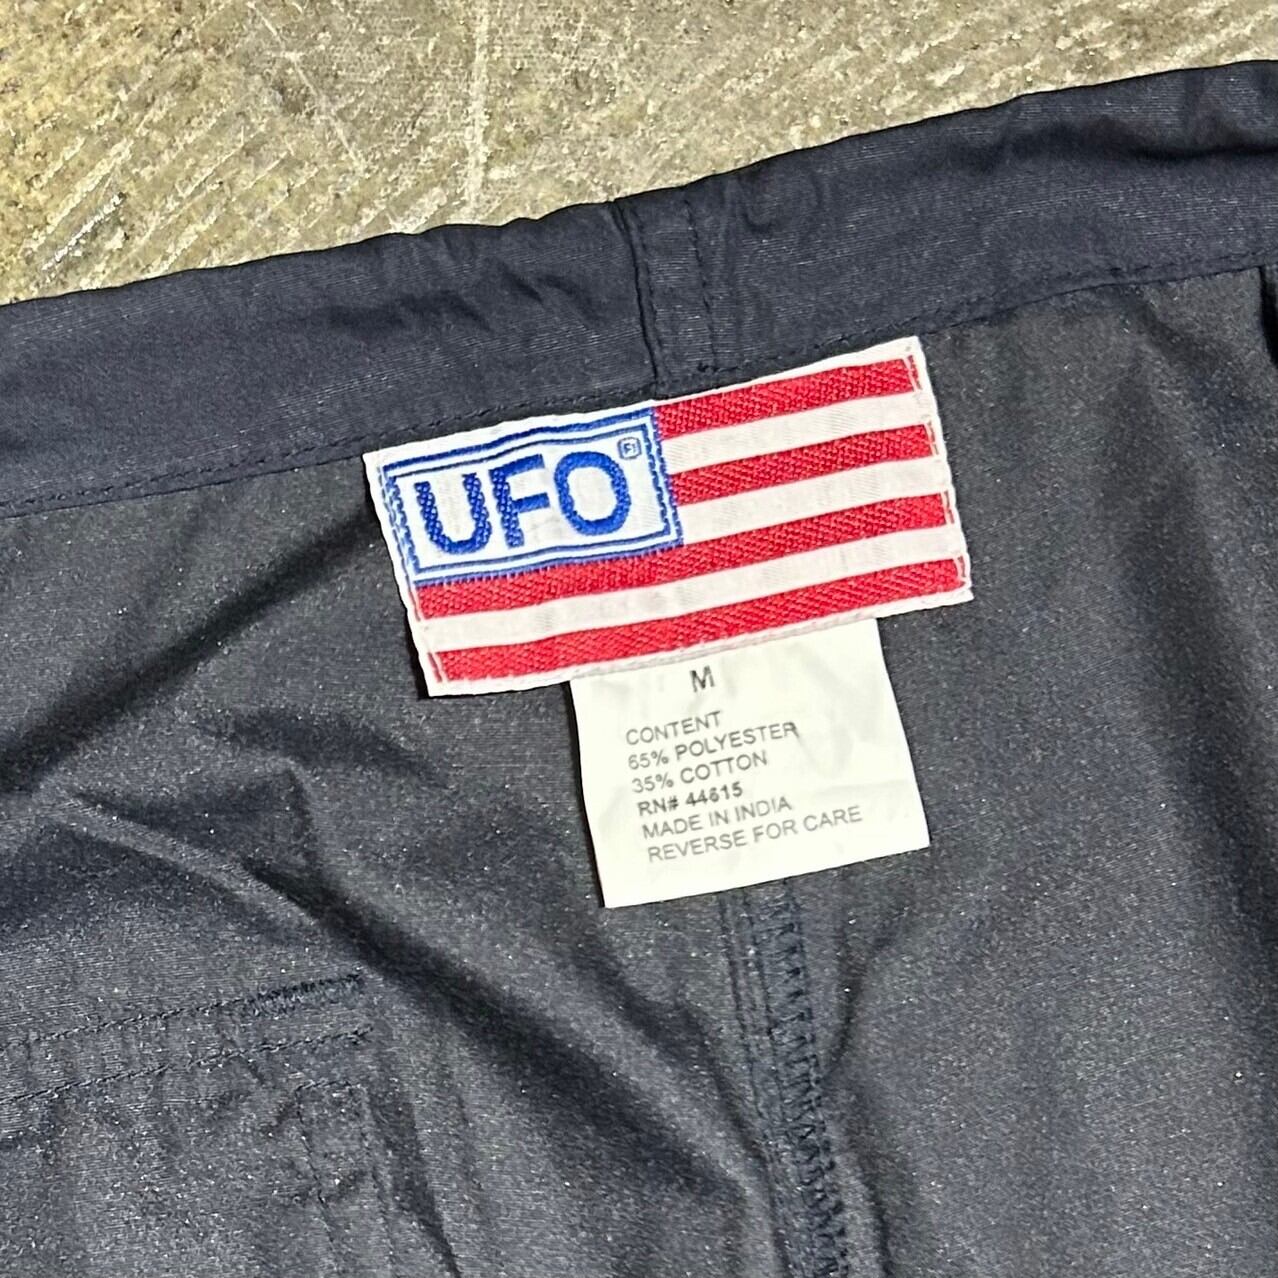 UFO
M
CONTENT
65% POLYESTER
35% COTTON
RN# 44615
MADE IN INDIA
REVERSE FOR CARE